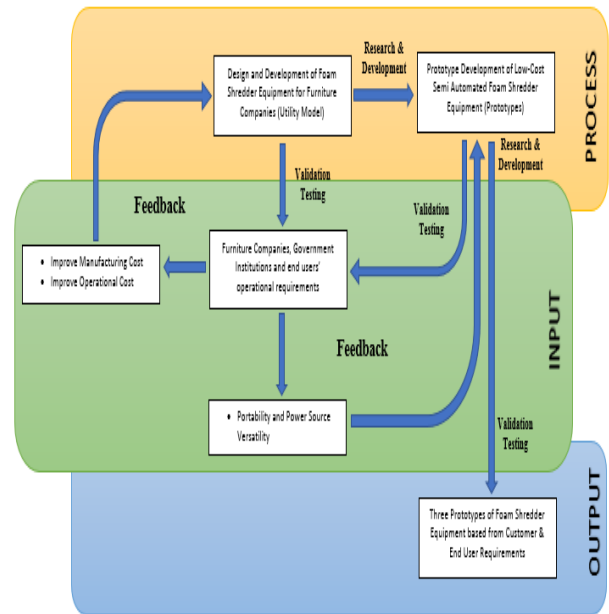 Design and Development of Foam
Shredder Equipment for Furniture
Companies (Utility Model)
Research &
Development
Prototype Development of Low-Cost
Semi Automated Foam Shredder
Equipment (Prototypes)
PROCESS
Research &
Development
Validation
Testing
Feedback
Validation
Testing
• Improve Manufacturing Cost
• Improve Operational Cost
Furniture Companies, Government
Institutions and end users'
operational requirements
INPUT
Feedback
• Portability and Power Source
Versatility
Validation
Testing
Three Prototypes of Foam Shredder
Equipment based from Customer &
End User Requirements
OUTPUT